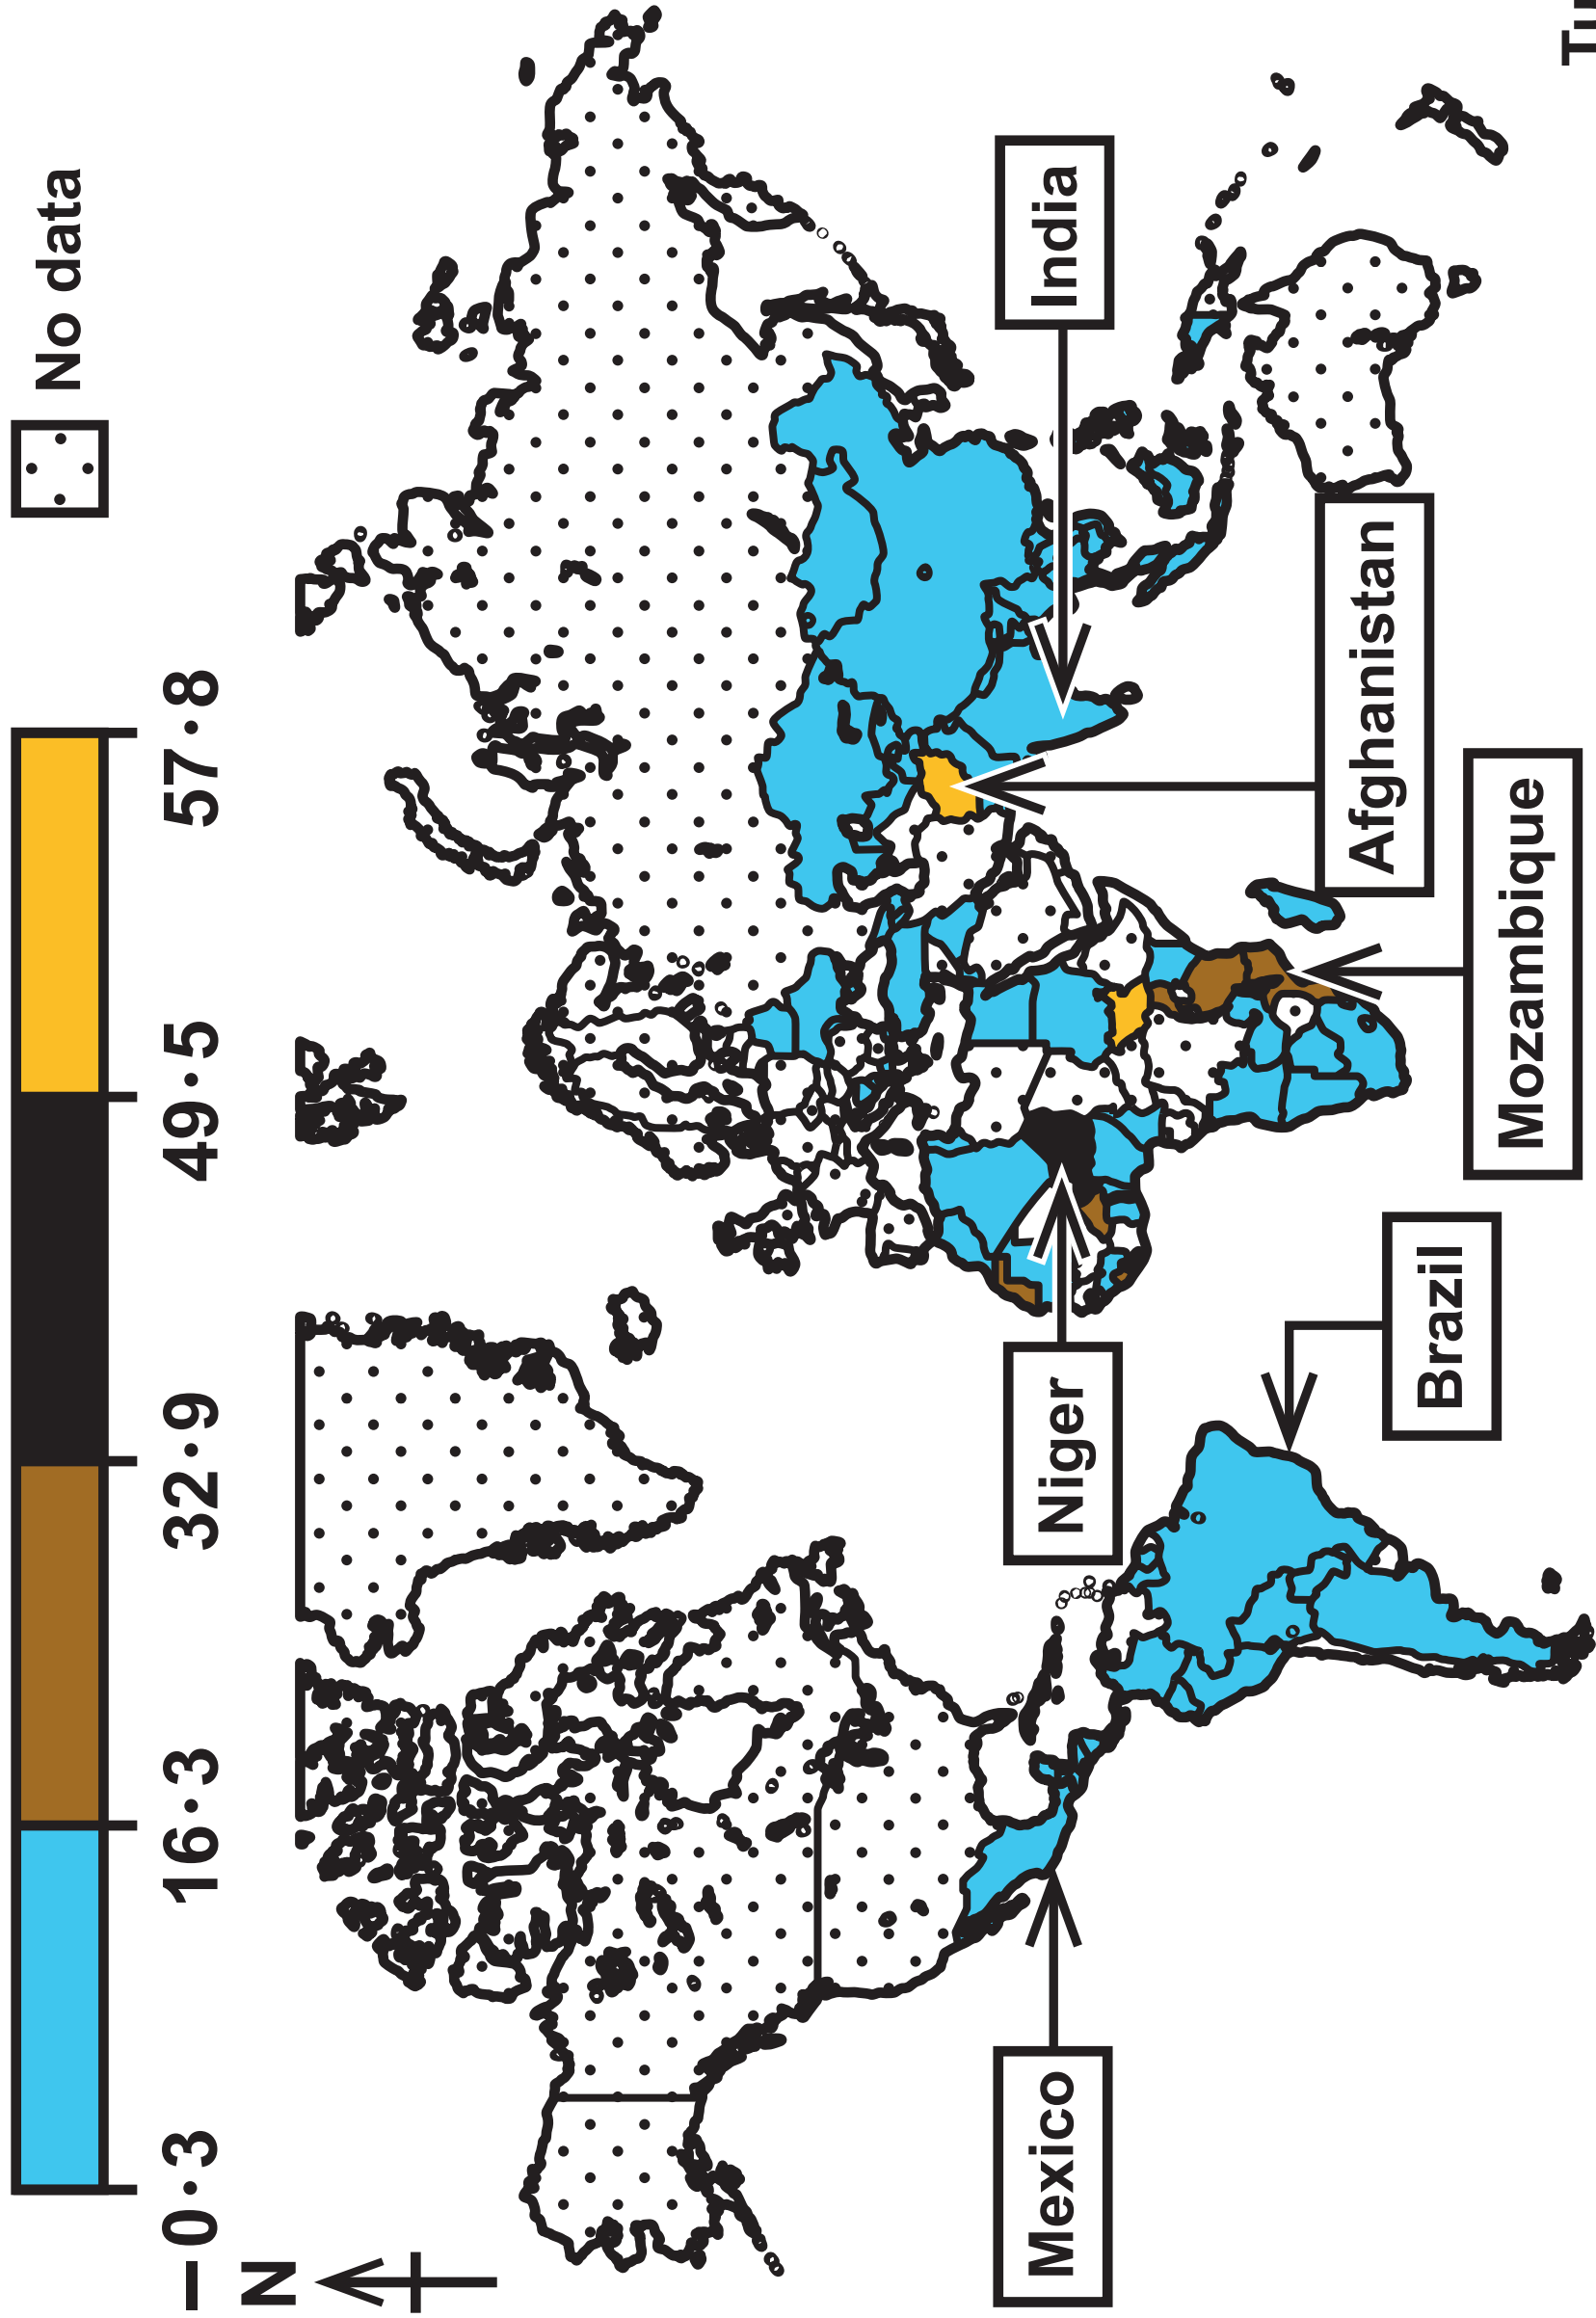 –0·3 16·3 32·9 49·5 57·8
No data
N
Mexico
Niger
India
Brazil
Afghanistan
Mozambique